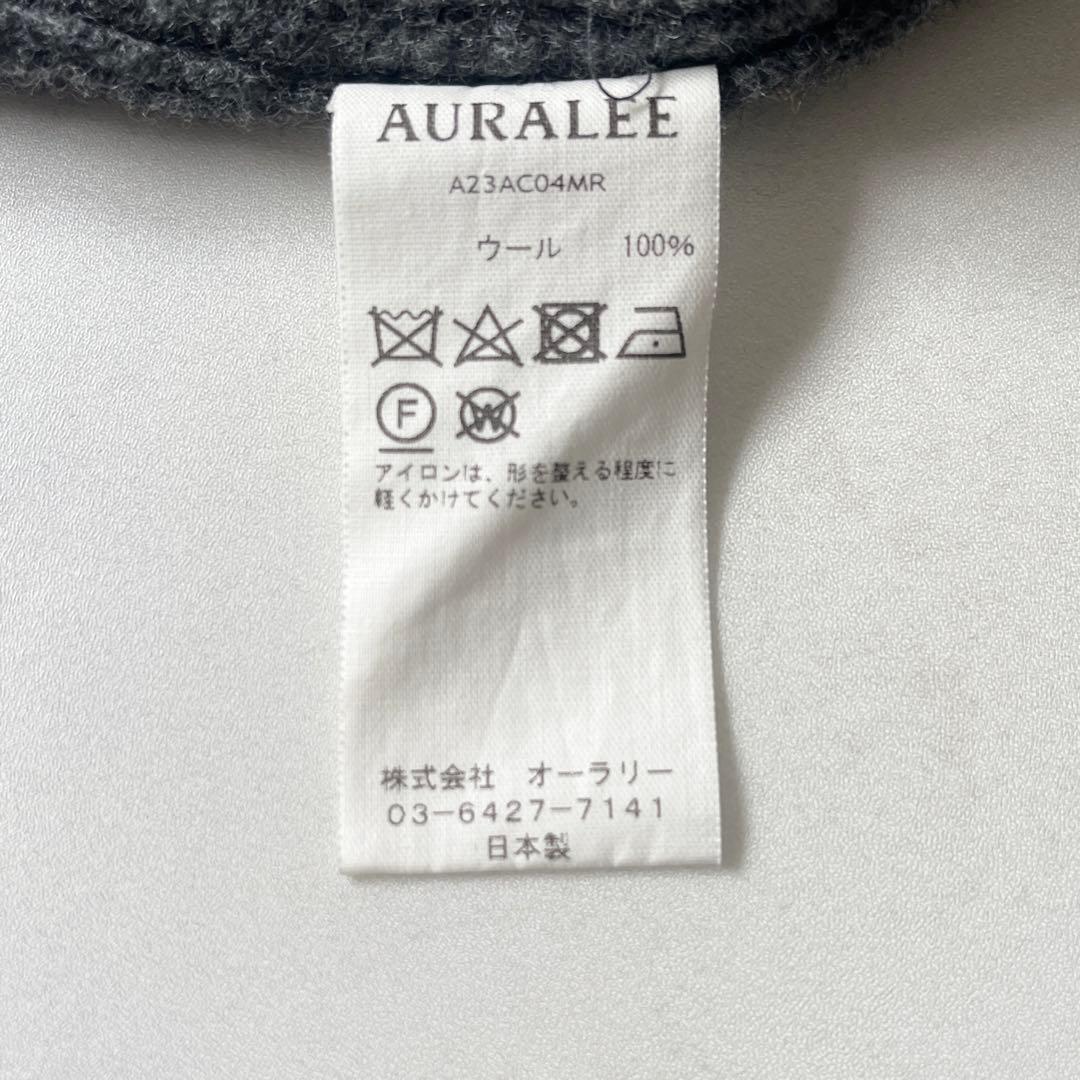 AURALEE
A23AC04MR
ウール 100%
F W
アイロンは、形を整える程度に
軽くかけてください。
株式会社 オーラリー
03-6427-7141
日本製